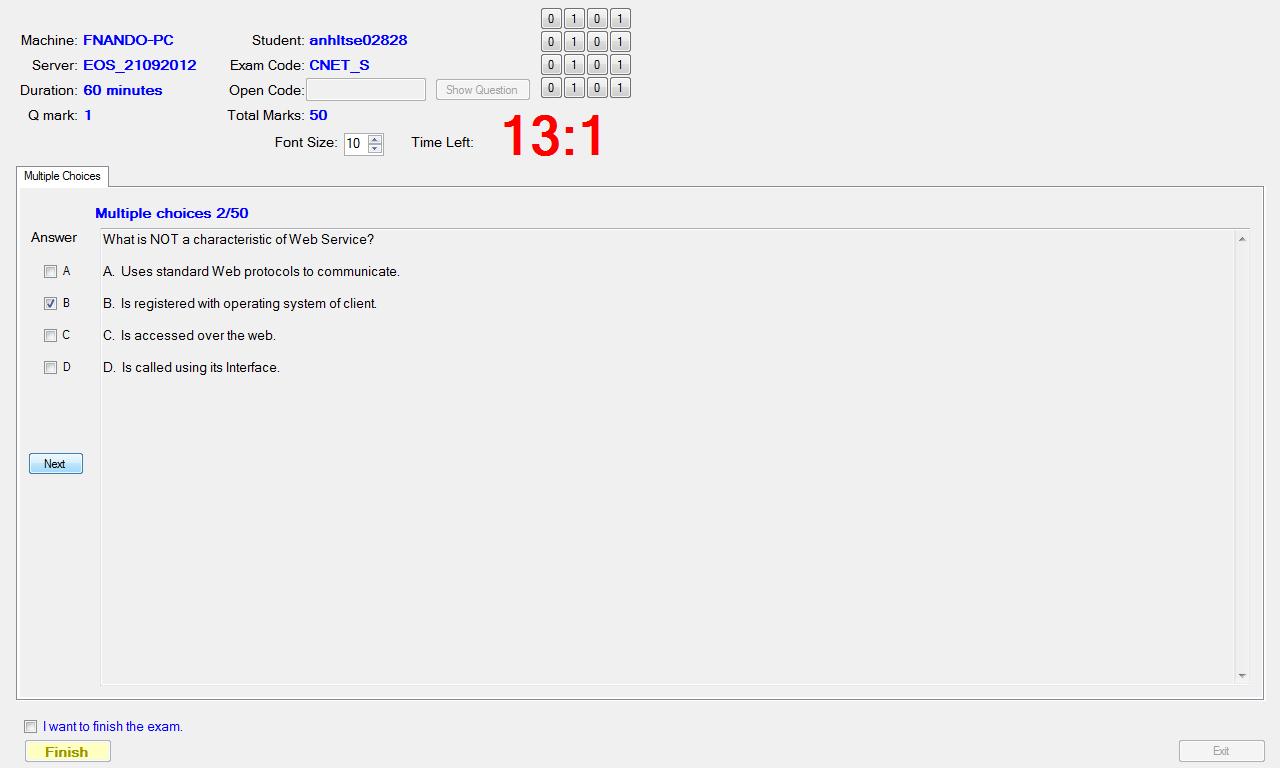 Machine: FNANDO-PC
Student: anhltse02828
Server: EOS_21092012
Exam Code: CNET_S
Duration: 60 minutes
Open Code:
Show Question
Q mark: 1
Total Marks: 50
0 1 0 1
0 1 0 1
0 1 0 1
0 1 0 1
Font Size: 10
Time Left:
13:1
Multiple Choices
Multiple choices 2/50
Answer
What is NOT a characteristic of Web Service?
A
A. Uses standard Web protocols to communicate.
B
B. Is registered with operating system of client.
C
C. Is accessed over the web.
D
D. Is called using its Interface.
Next
I want to finish the exam.
Finish
Exit